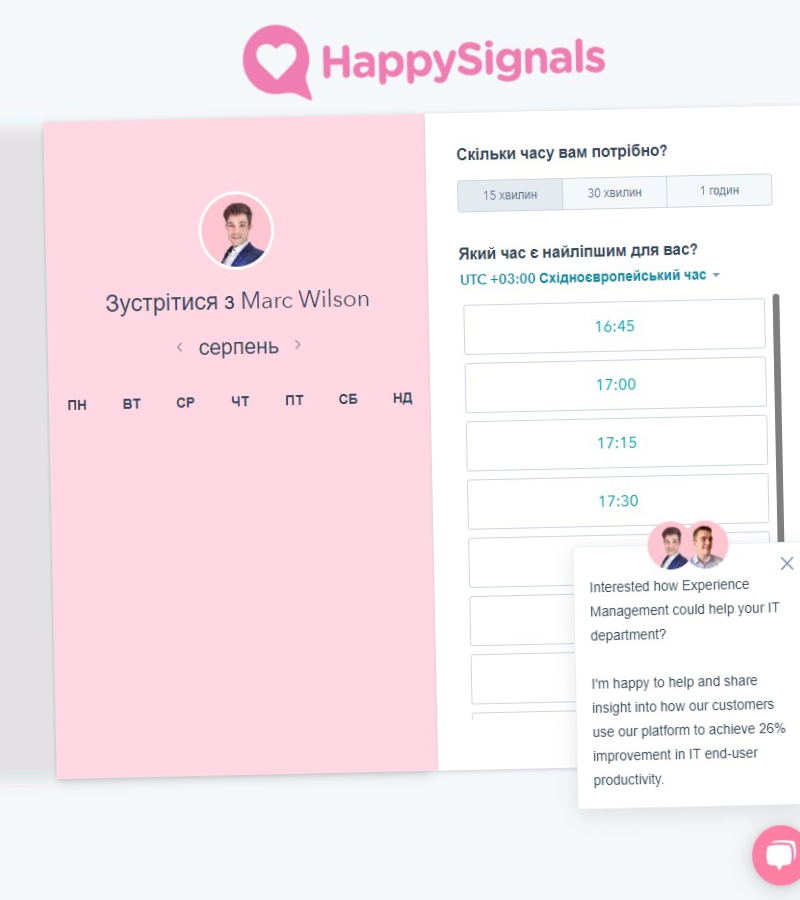 HappySignals
Зустрітися з Marc Wilson
серпень
ПН ВТ СР ЧТ ПТ СБ НД
Скільки часу вам потрібно?
15 хвилин 30 хвилин 1 годин
Який час є найліпшим для вас?
UTC +03:00 Східноєвропейський час
16:45
17:00
17:15
17:30
Interested how Experience
Management could help your IT
department?
I'm happy to help and share
insight into how our customers
use our platform to achieve 26%
improvement in IT end-user
productivity.